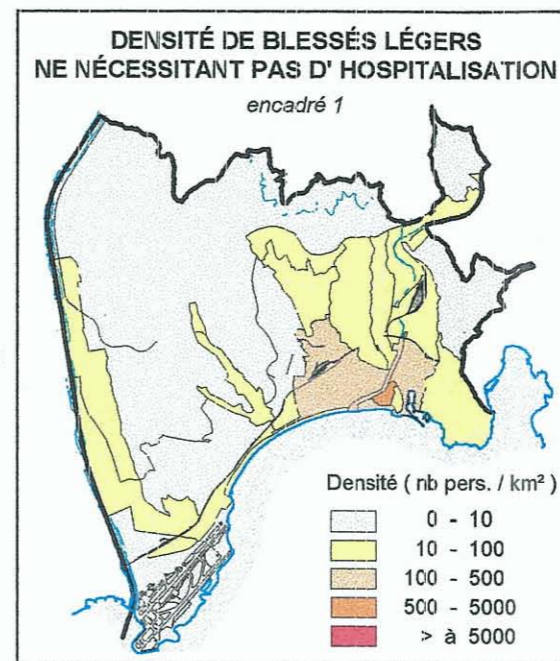 DENSITÉ DE BLESSÉS LÉGERS
NE NÉCESSITANT PAS D' HOSPITALISATION
encadré 1
Densité ( nb pers. / km² )
0 - 10
10 - 100
100 - 500
500 - 5000
> à 5000